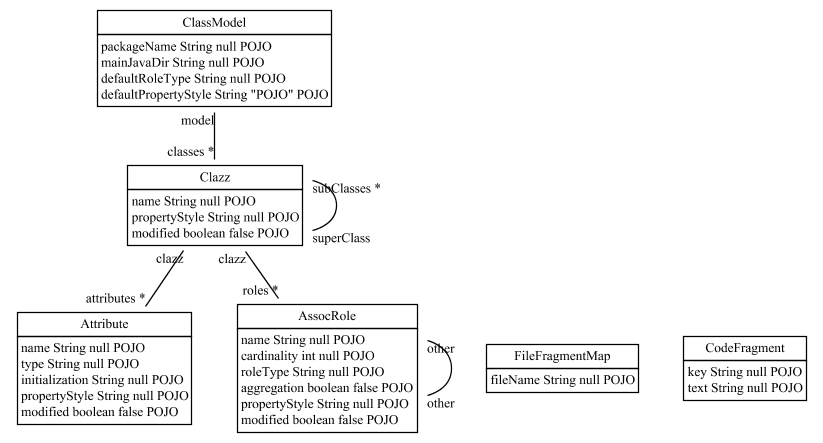 ClassModel
packageName String null POJO
mainJavaDir String null POJO
defaultRoleType String null POJO
defaultPropertyStyle String "POJO" POJO
model
classes *
Clazz
name String null POJO
propertyStyle String null POJO
modified boolean false POJO
subClasses *
superClass
clazz
clazz
attributes *
roles *
Attribute
name String null POJO
type String null POJO
initialization String null POJO
propertyStyle String null POJO
modified boolean false POJO
AssocRole
name String null POJO
cardinality int null POJO
roleType String null POJO
aggregation boolean false POJO
propertyStyle String null POJO
modified boolean false POJO
other
other
FileFragmentMap
fileName String null POJO
CodeFragment
key String null POJO
text String null POJO